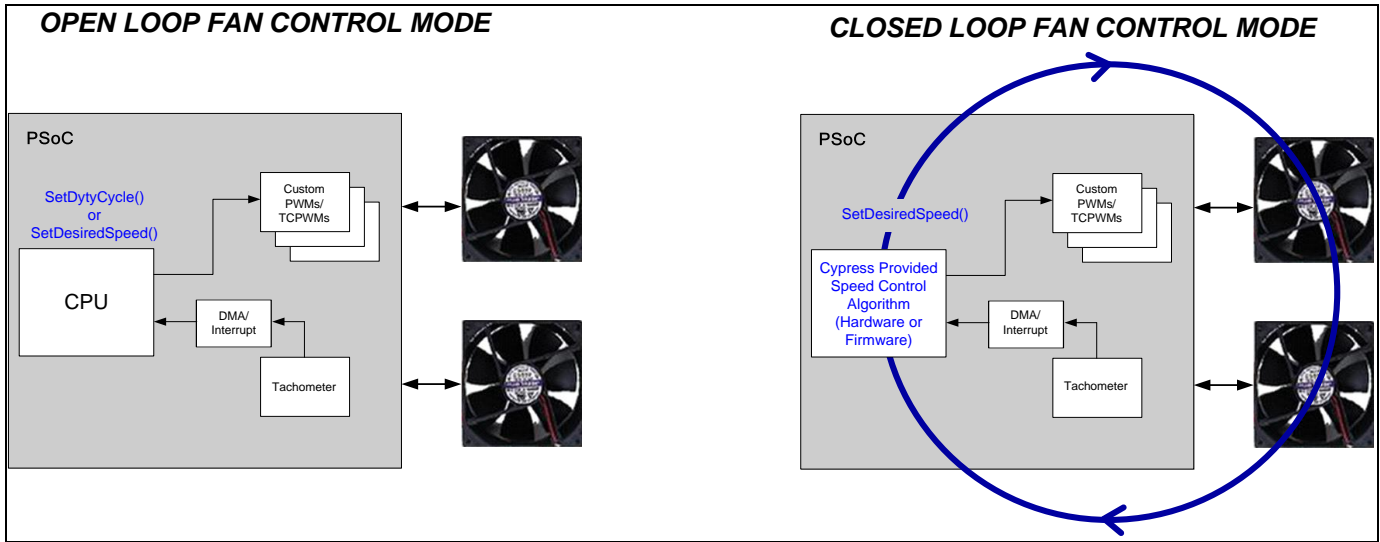 OPEN LOOP FAN CONTROL MODE
PSoC
SetDytyCycle()
or
SetDesiredSpeed()
CPU
Custom
PWMs/
TCPWMs
DMA/
Interrupt
Tachometer
CLOSED LOOP FAN CONTROL MODE
PSoC
SetDesiredSpeed()
Cypress Provided
Speed Control
Algorithm
(Hardware or
Firmware)
Custom
PWMs/
TCPWMs
DMA/
Interrupt
Tachometer